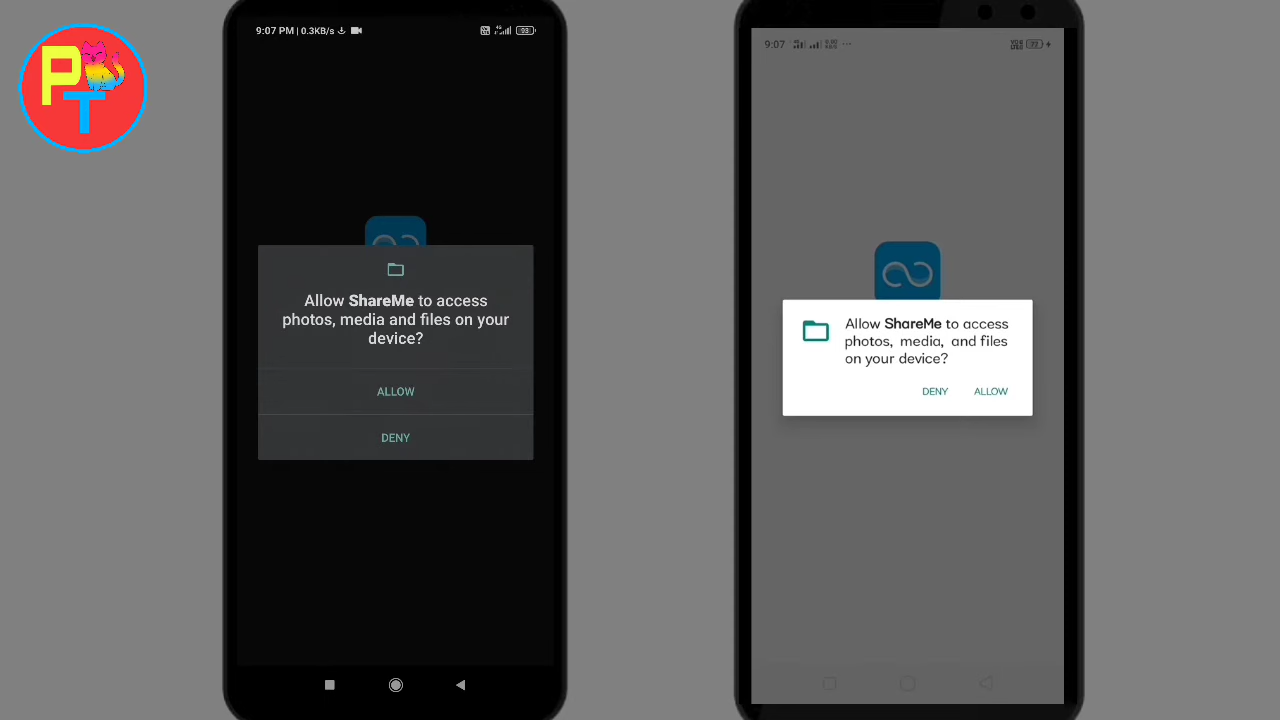 PT
9:07 PM | 0.3KB/s
93
Allow ShareMe to access
photos, media and files on your
device?
ALLOW
DENY
9:07
Allow ShareMe to access
photos, media, and files
on your device?
DENY ALLOW